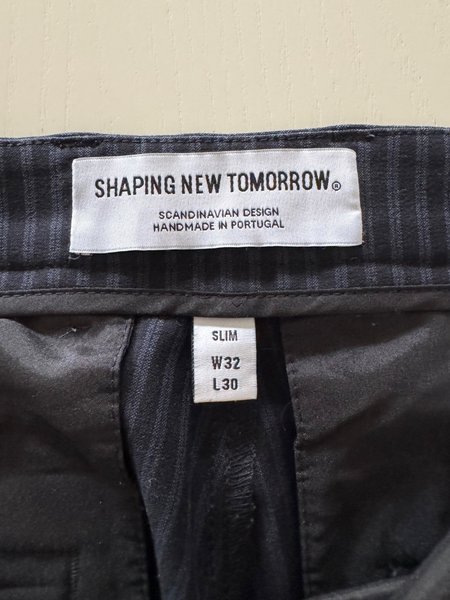 SHAPING NEW TOMORROW®
SCANDINAVIAN DESIGN
HANDMADE IN PORTUGAL
SLIM
W32
L30